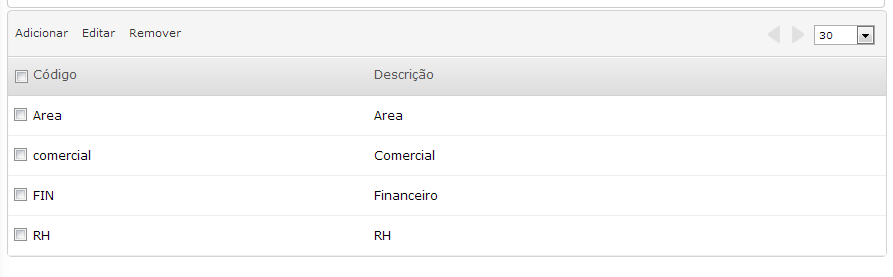 Adicionar Editar Remover 30
Código Descrição
Area Area
comercial Comercial
FIN Financeiro
RH RH